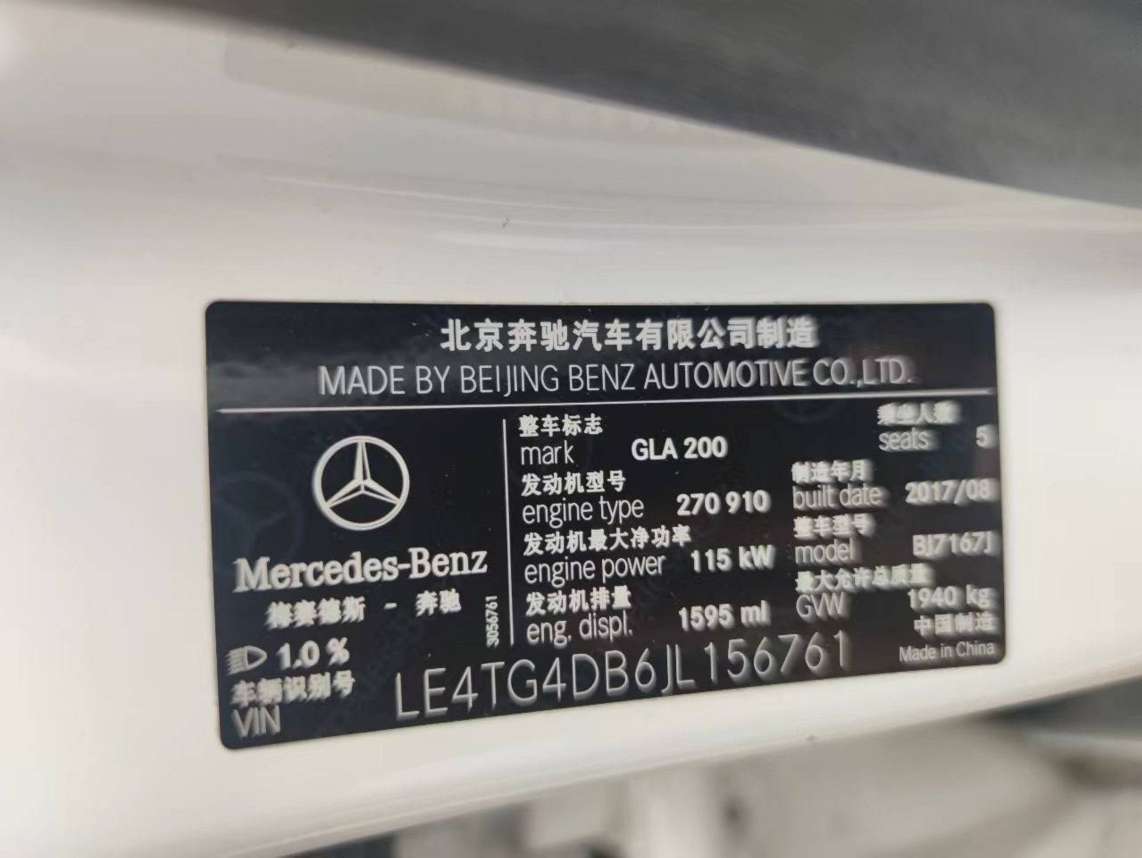 北京奔驰汽车有限公司制造
MADE BY BEIJING BENZ AUTOMOTIVE CO.,LTD.
Mercedes-Benz
梅赛德斯 - 奔驰
1.0 %
3056761
整车标志
mark GLA 200
发动机型号
engine type 270 910
发动机最大净功率
engine power 115 kW
发动机排量
eng. displ. 1595 ml
乘坐人数
seats 5
制造年月
built date 2017/08
整车型号
model BJ7167J
最大允许总质量
GVW 1940 kg
中国制造
Made in China
车辆识别号
VIN LE4TG4DB6JL156761